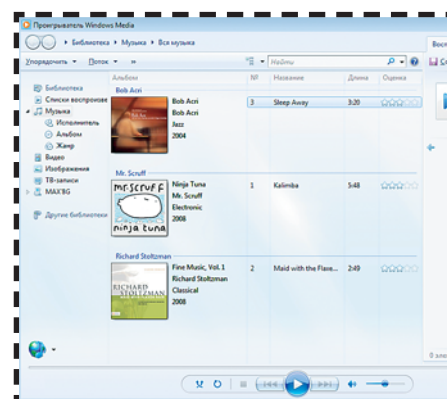 Проигрыватель Windows Media
Библиотека Музыка Вся музыка
Упорядочить Поток » Найти
Альбом № Название Длина Оценка
Библиотека
Списки воспроизве
Музыка
Исполнитель
Альбом
Жанр
Видео
Изображения
ТВ-записи
MAX'BG
Другие библиотеки
Bob Acri
Bob Acri 3 Sleep Away 3:20
Bob Acri
Jazz
2004
Mr. Scruff
Ninja Tuna 1 Kalimba 5:48
Mr. Scruff
Electronic
2008
mr. scruff
ninja tuna
Richard Stoltzman
Fine Music, Vol. 1 2 Maid with the Flaxe... 2:49
Richard Stoltzman
Classical
2008
RICHARD
STOLTZMAN
Вос
0 эле